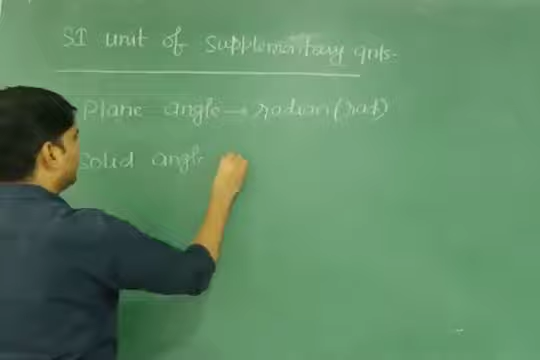 SI unit of Supplementary qnts-
Plane angle → radian (rad)
Solid angle